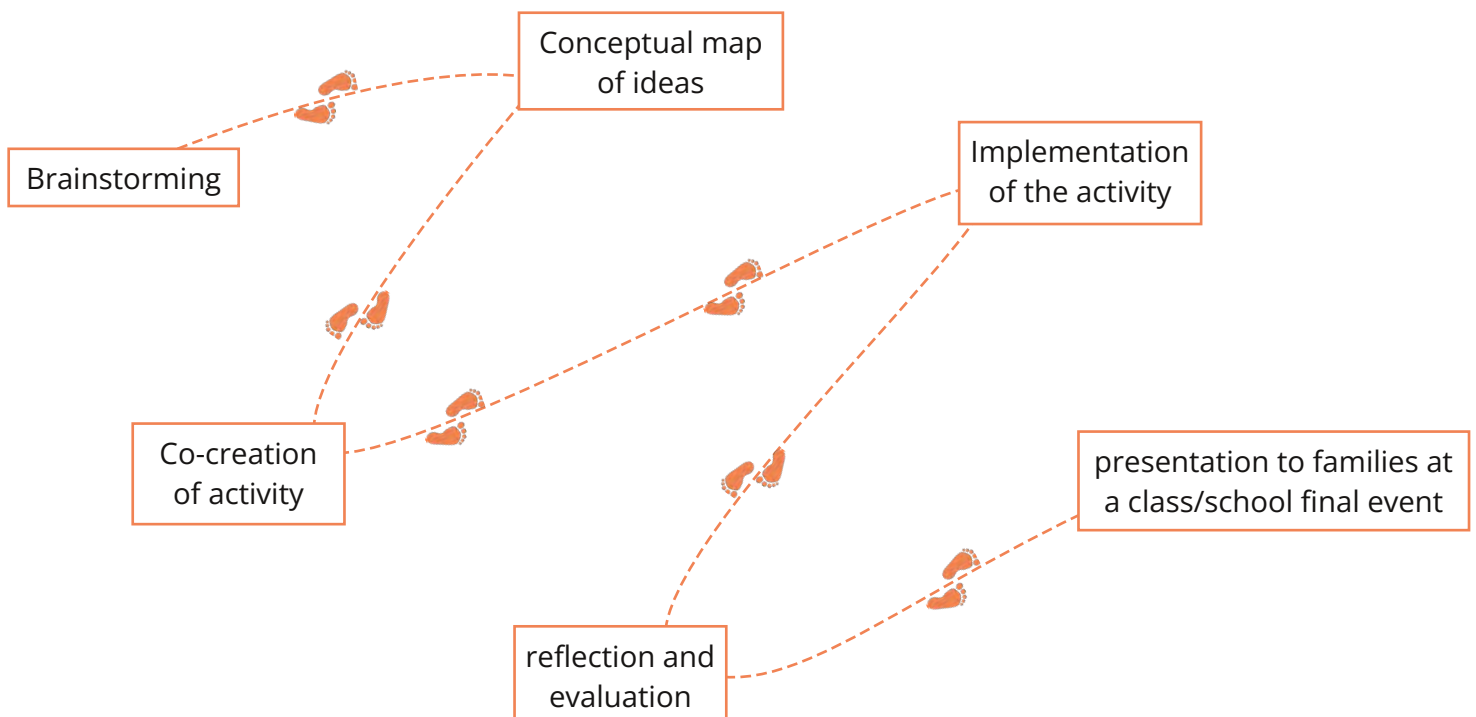 Brainstorming
Conceptual map
of ideas
Co-creation
of activity
Implementation
of the activity
reflection and
evaluation
presentation to families at
a class/school final event